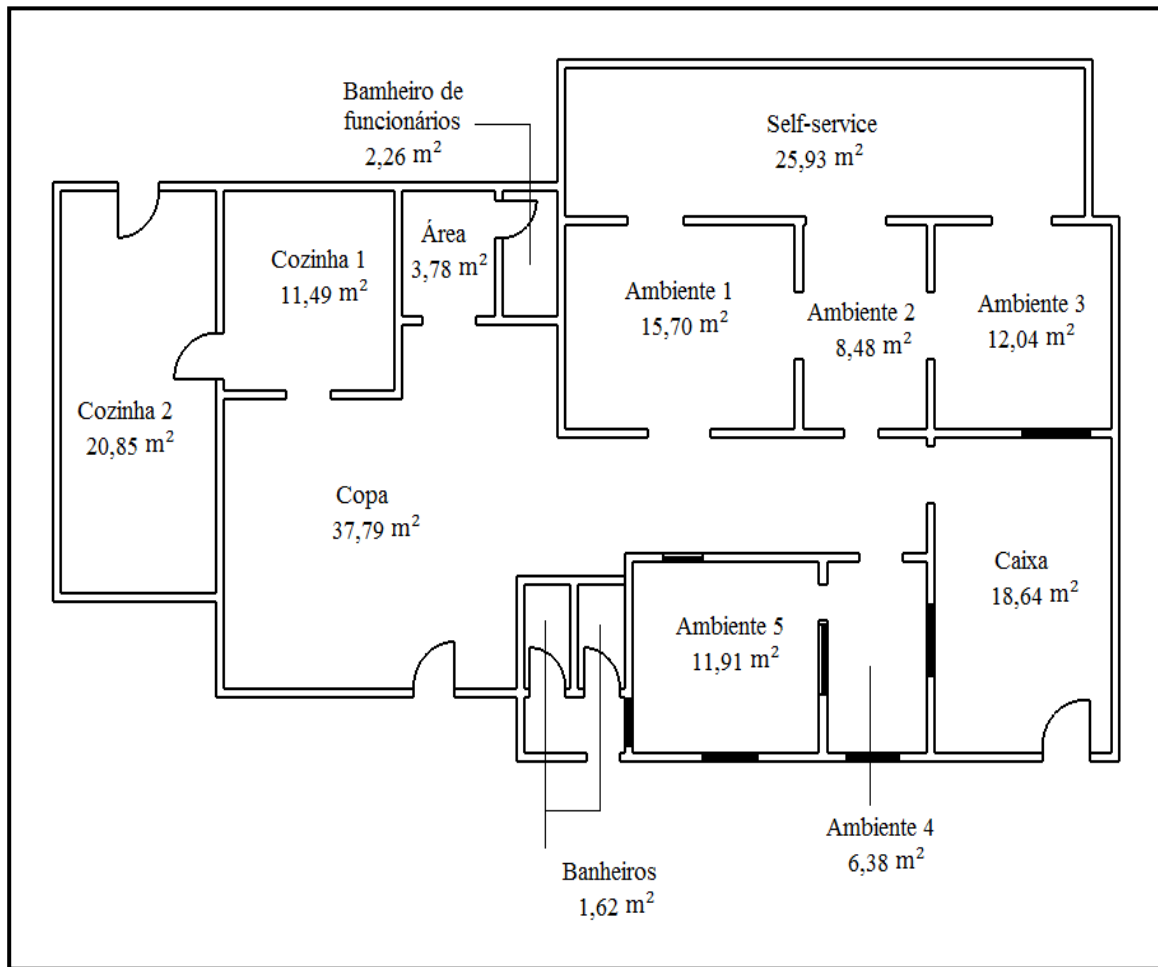 Bamheiro de
funcionários
2,26 m²
Self-service
25,93 m²
Cozinha 1
11,49 m²
Área
3,78 m²
Ambiente 1
15,70 m²
Ambiente 2
8,48 m²
Ambiente 3
12,04 m²
Cozinha 2
20,85 m²
Copa
37,79 m²
Caixa
18,64 m²
Ambiente 5
11,91 m²
Ambiente 4
6,38 m²
Banheiros
1,62 m²